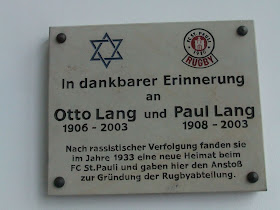 FC ST. PAULI
1910
RUGBY
In dankbarer Erinnerung
an
Otto Lang und Paul Lang
1906 - 2003 1908 - 2003
Nach rassistischer Verfolgung fanden sie
im Jahre 1933 eine neue Heimat beim
FC St.Pauli und gaben hier den Anstoß
zur Gründung der Rugbyabteilung.